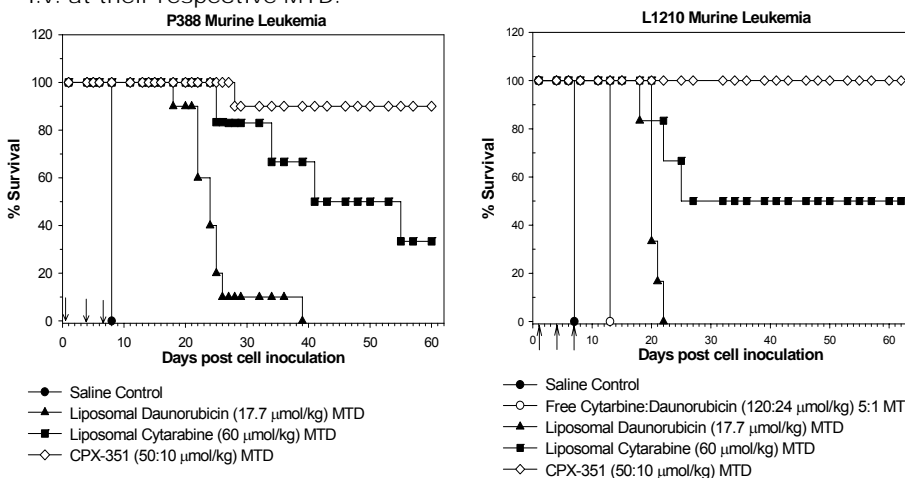 i.v. at their respective MTD.
P388 Murine Leukemia
120
100
80
60
40
20
0
% Survival
0 10 20 30 40 50 60
Days post cell inoculation
Saline Control
Liposomal Daunorubicin (17.7 μmol/kg) MTD
Liposomal Cytarabine (60 μmol/kg) MTD
CPX-351 (50:10 μmol/kg) MTD
L1210 Murine Leukemia
120
100
80
60
40
20
0
% Survival
0 10 20 30 40 50 60
Days post cell inoculation
Saline Control
Free Cytarbine:Daunorubicin (120:24 μmol/kg) 5:1 MT
Liposomal Daunorubicin (17.7 μmol/kg) MTD
Liposomal Cytarabine (60 μmol/kg) MTD
CPX-351 (50:10 μmol/kg) MTD